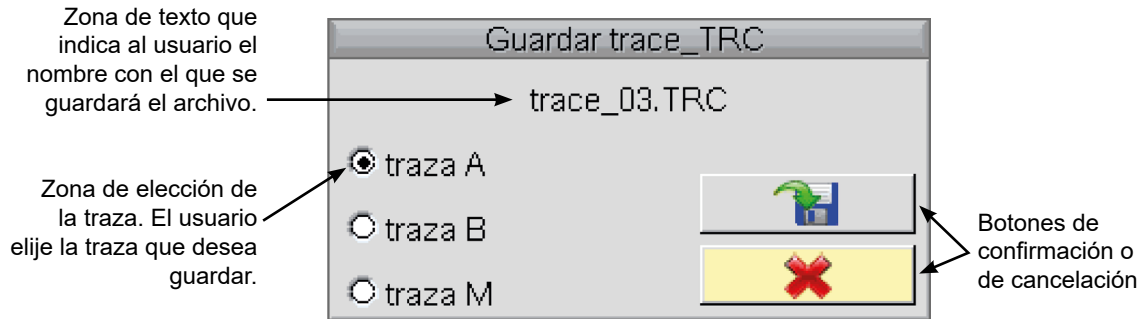 Zona de texto que
indica al usuario el
nombre con el que se
guardará el archivo.
Guardar trace_TRC
trace_03.TRC
Zona de elección de
la traza. El usuario
elije la traza que desea
guardar.
traza A
traza B
traza M
Botones de
confirmación o
de cancelación